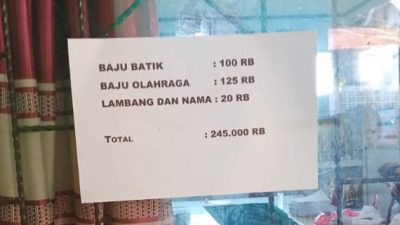 BAJU BATIK : 100 RB
BAJU OLAHRAGA : 125 RB
LAMBANG DAN NAMA : 20 RB
TOTAL : 245.000 RB